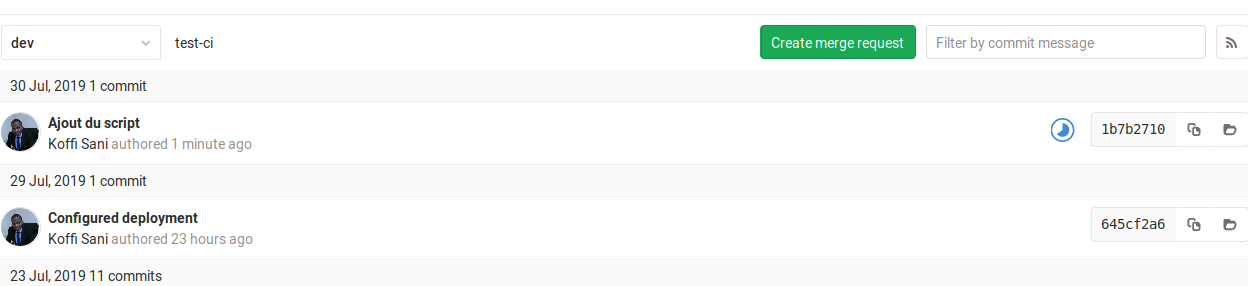 dev test-ci Create merge request Filter by commit message
30 Jul, 2019 1 commit
Ajout du script
Koffi Sani authored 1 minute ago
1b7b2710
29 Jul, 2019 1 commit
Configured deployment
Koffi Sani authored 23 hours ago
645cf2a6
23 Jul, 2019 11 commits